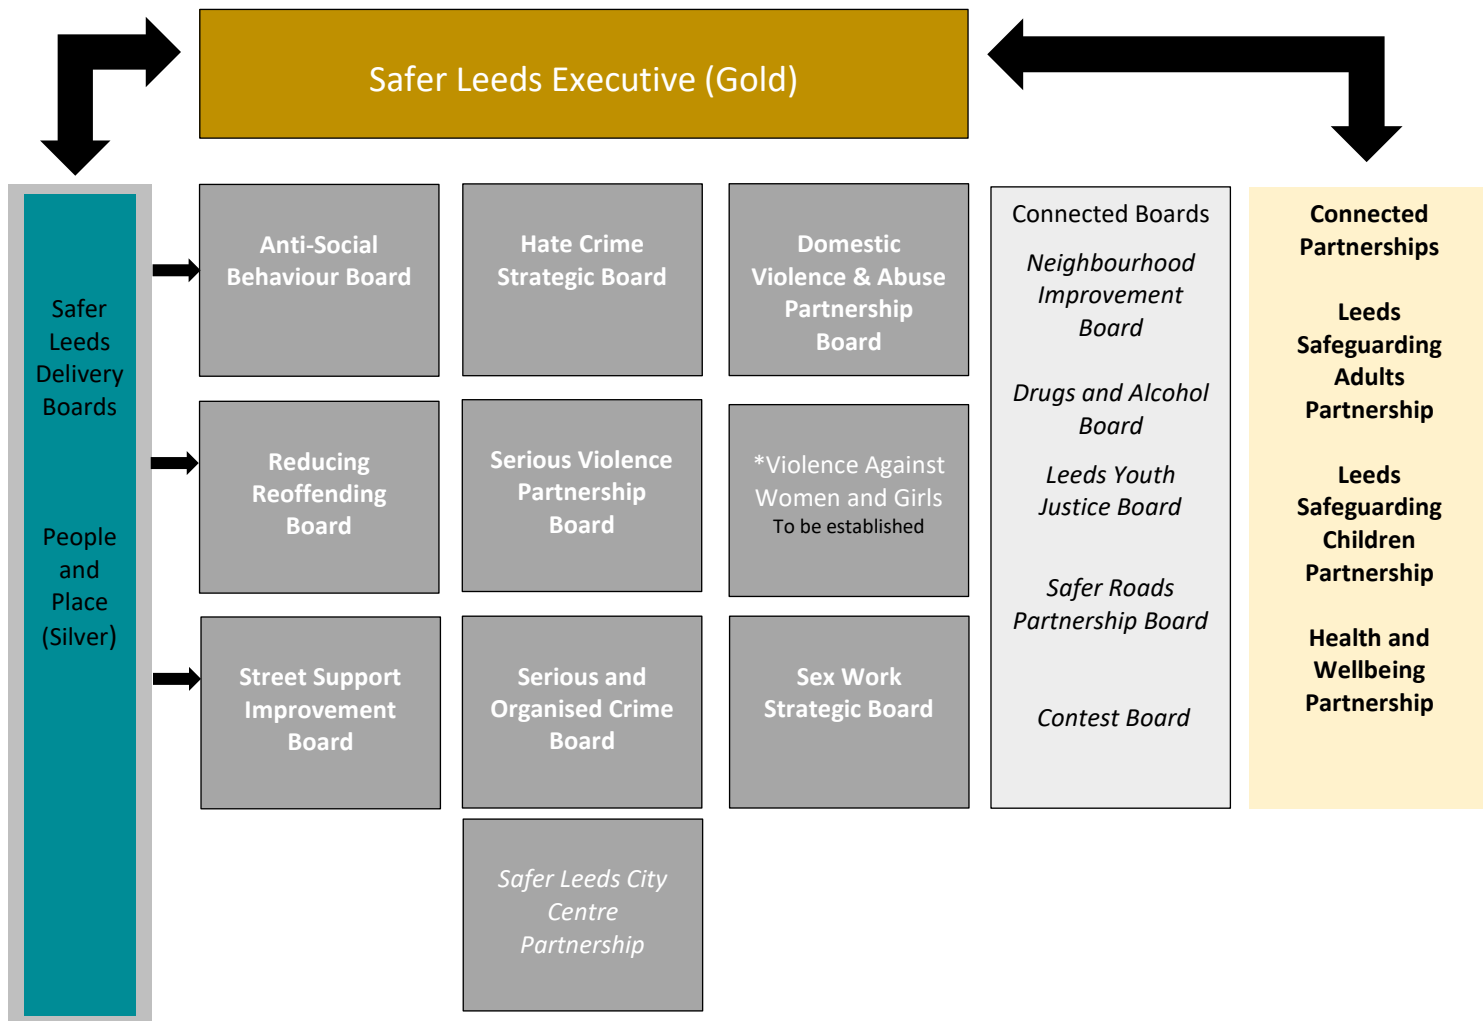 Safer Leeds Executive (Gold)
Safer
Leeds
Delivery
Boards
People
and
Place
(Silver)
Anti-Social
Behaviour Board
Hate Crime
Strategic Board
Domestic
Violence & Abuse
Partnership
Board
Reducing
Reoffending
Board
Serious Violence
Partnership
Board
*Violence Against
Women and Girls
To be established
Street Support
Improvement
Board
Serious and
Organised Crime
Board
Sex Work
Strategic Board
Safer Leeds City
Centre
Partnership
Connected Boards
Neighbourhood
Improvement
Board
Drugs and Alcohol
Board
Leeds Youth
Justice Board
Safer Roads
Partnership Board
Contest Board
Connected
Partnerships
Leeds
Safeguarding
Adults
Partnership
Leeds
Safeguarding
Children
Partnership
Health and
Wellbeing
Partnership